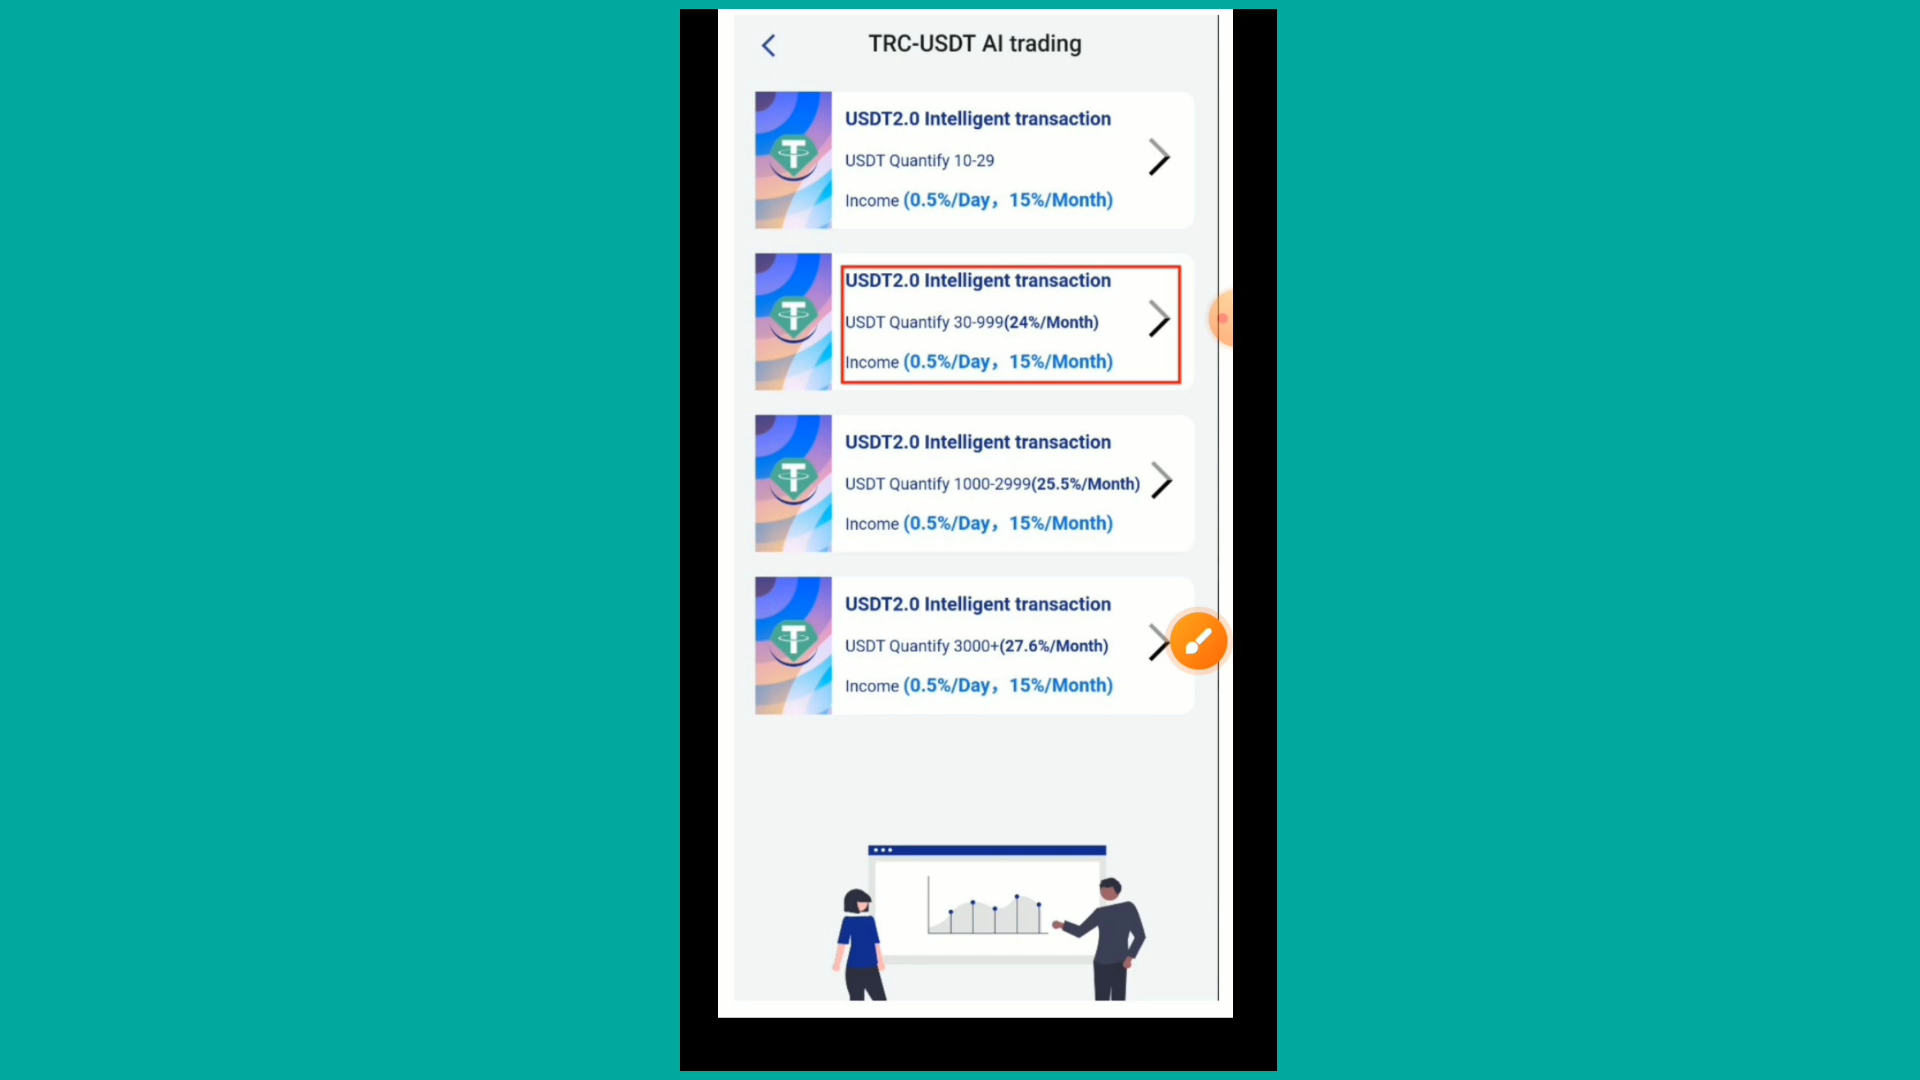 TRC-USDT AI trading
USDT2.0 Intelligent transaction
USDT Quantify 10-29
Income (0.5%/Day，15%/Month)
USDT2.0 Intelligent transaction
USDT Quantify 30-999(24%/Month)
Income (0.5%/Day，15%/Month)
USDT2.0 Intelligent transaction
USDT Quantify 1000-2999(25.5%/Month)
Income (0.5%/Day，15%/Month)
USDT2.0 Intelligent transaction
USDT Quantify 3000+(27.6%/Month)
Income (0.5%/Day，15%/Month)